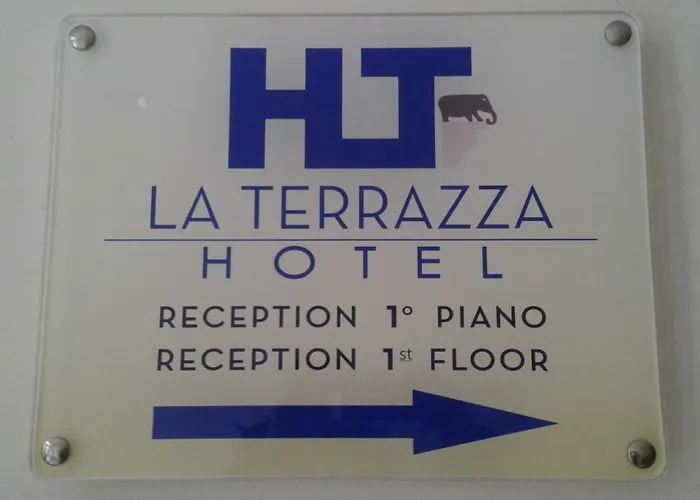 HLT
LA TERRAZZA
HOTEL
RECEPTION 1° PIANO
RECEPTION 1st FLOOR